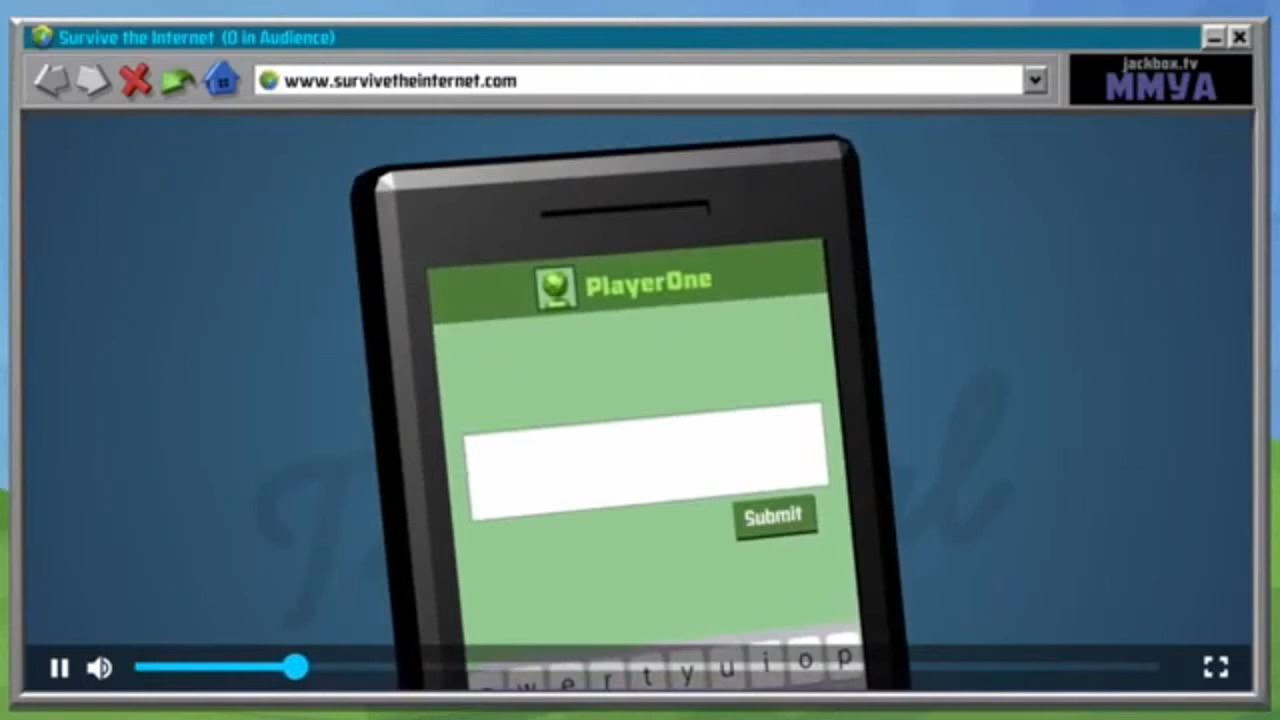 Survive the Internet (0 in Audience)
www.survivetheinternet.com
jackbox.tv
MMYA
PlayerOne
Submit
w e r t y u i o p